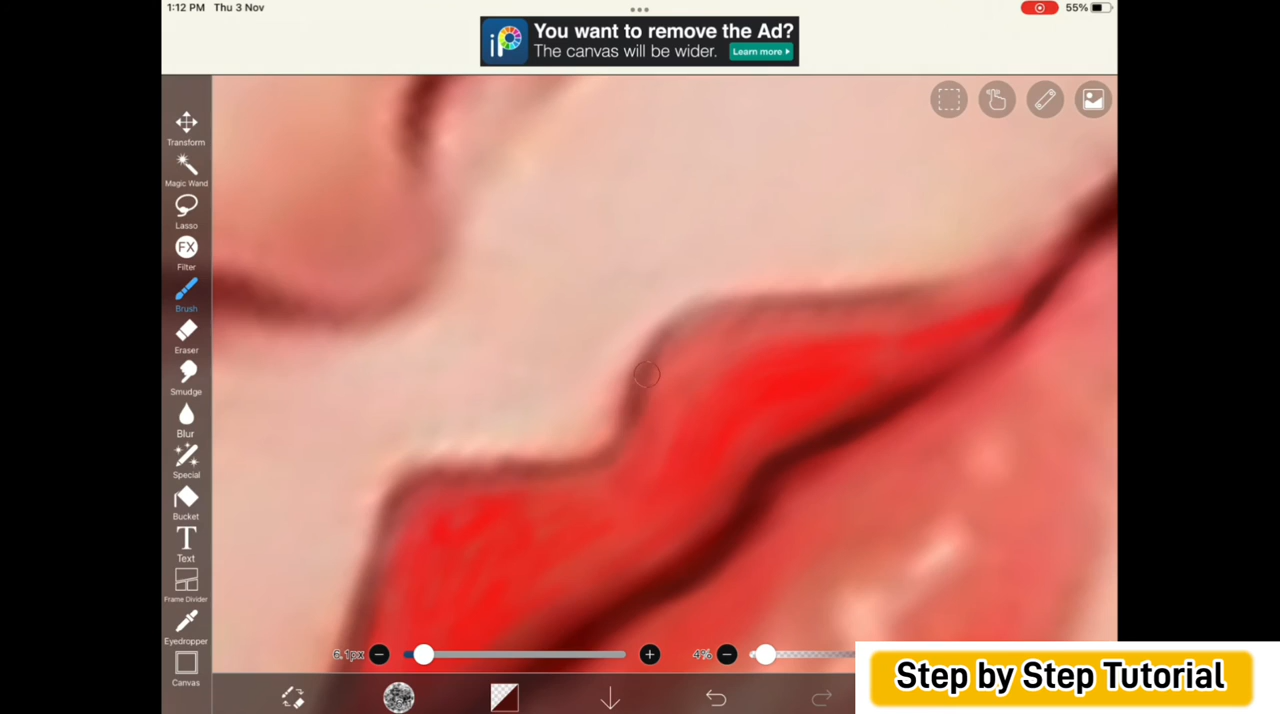 1:12 PM Thu 3 Nov
55%
You want to remove the Ad?
The canvas will be wider.
Learn more
iP
Transform
Magic Wand
Lasso
FX
Filter
Brush
Eraser
Smudge
Blur
Special
Bucket
T
Text
Frame Divider
Eyedropper
Canvas
6.1px
4%
Step by Step Tutorial